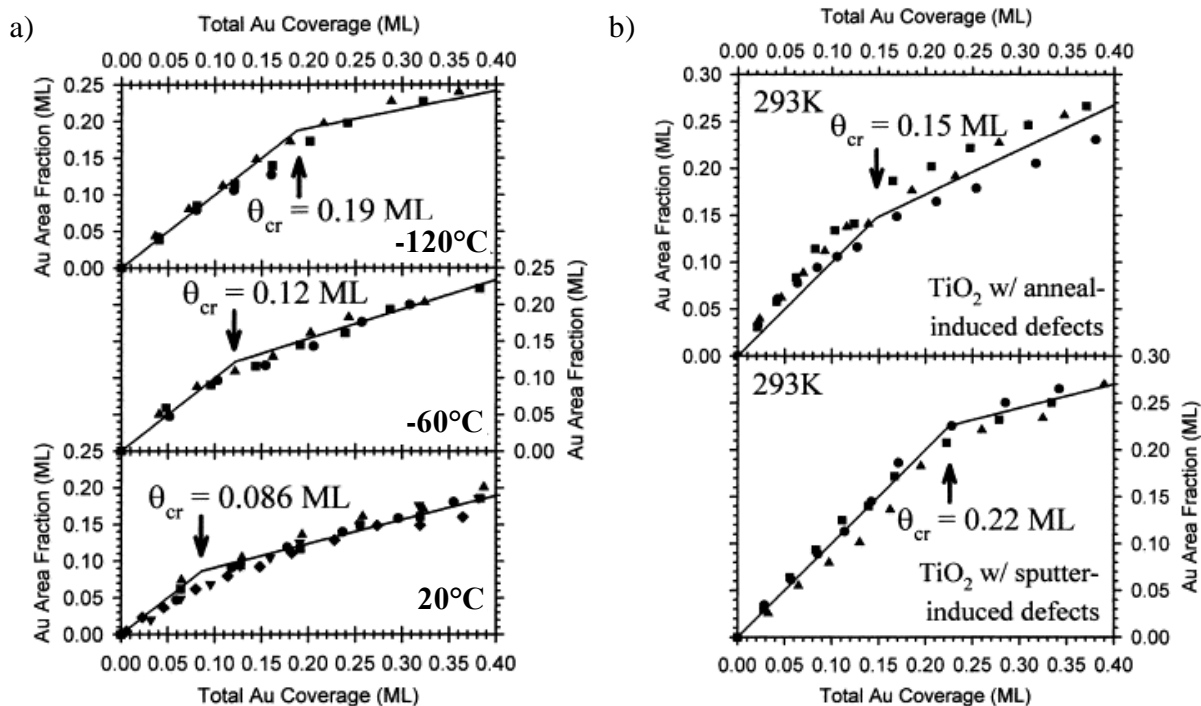 a)
Total Au Coverage (ML)
0.00 0.05 0.10 0.15 0.20 0.25 0.30 0.35 0.40
Au Area Fraction (ML)
0.25
0.20
0.15
0.10
0.05
0.00
θcr = 0.19 ML
-120°C
θcr = 0.12 ML
-60°C
0.25
0.20
0.15
0.10
0.05
0.00
Au Area Fraction (ML)
Au Area Fraction (ML)
0.25
0.20
0.15
0.10
0.05
0.00
θcr = 0.086 ML
20°C
0.00 0.05 0.10 0.15 0.20 0.25 0.30 0.35 0.40
Total Au Coverage (ML)
b)
Total Au Coverage (ML)
0.00 0.05 0.10 0.15 0.20 0.25 0.30 0.35 0.40
Au Area Fraction (ML)
0.30
0.25
0.20
0.15
0.10
0.05
0.00
293K
θcr = 0.15 ML
TiO2 w/ anneal-
induced defects
293K
θcr = 0.22 ML
TiO2 w/ sputter-
induced defects
0.30
0.25
0.20
0.15
0.10
0.05
0.00
Au Area Fraction (ML)
0.00 0.05 0.10 0.15 0.20 0.25 0.30 0.35 0.40
Total Au Coverage (ML)